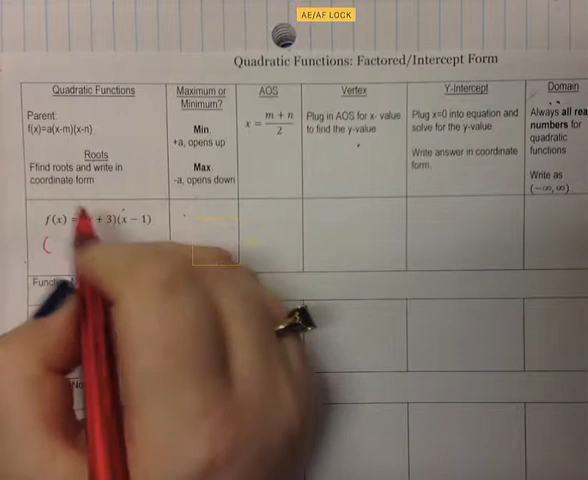 AE/AF LOCK
Quadratic Functions: Factored/Intercept Form
Quadratic Functions
Maximum or
Minimum?
AOS
Vertex
Y-Intercept
Domain
Parent:
f(x)=a(x-m)(x-n)
Roots
Ffind roots and write in
coordinate form
Min.
+a, opens up
Max.
-a, opens down
x = m + n / 2
Plug in AOS for x- value
to find the y-value
Plug x=0 into equation and
solve for the y-value.
Write answer in coordinate
form.
Always all rea
numbers for
quadratic
functions
Write as
(−∞, ∞)
f(x) = + 3)(x − 1)
(
Functi
No